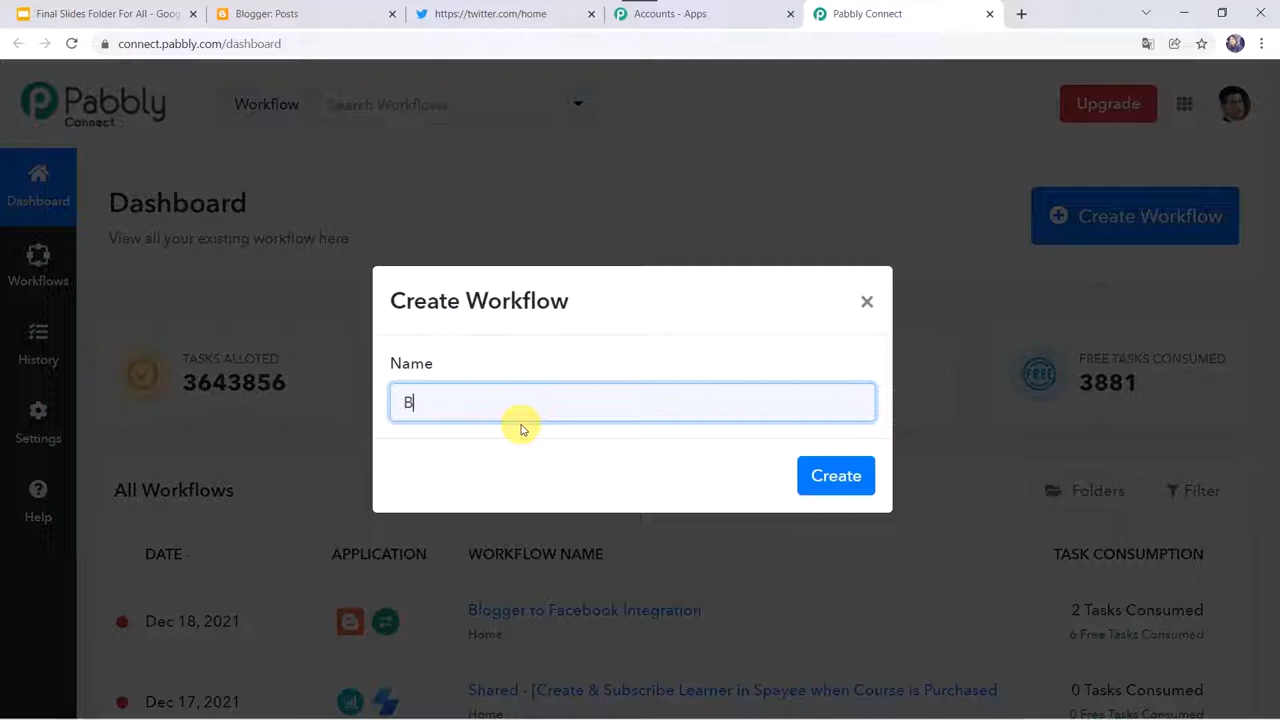 Final Slides Folder For All - Goog
Blogger: Posts
https://twitter.com/home
Accounts - Apps
Pabbly Connect
connect.pabbly.com/dashboard
Pabbly
Connect
Workflow
Search Workflows
Upgrade
Dashboard
Dashboard
View all your existing workflow here
Create Workflow
Workflows
Create Workflow
Name
B
Create
TASKS ALLOTED
3643856
FREE TASKS CONSUMED
3881
History
Settings
Help
All Workflows
Folders
Filter
DATE
APPLICATION
WORKFLOW NAME
TASK CONSUMPTION
Dec 18, 2021
Blogger to Facebook Integration
Home
2 Tasks Consumed
6 Free Tasks Consumed
Dec 17, 2021
Shared - [Create & Subscribe Learner in Spayee when Course is Purchased
Home
0 Tasks Consumed
0 Free Tasks Consumed